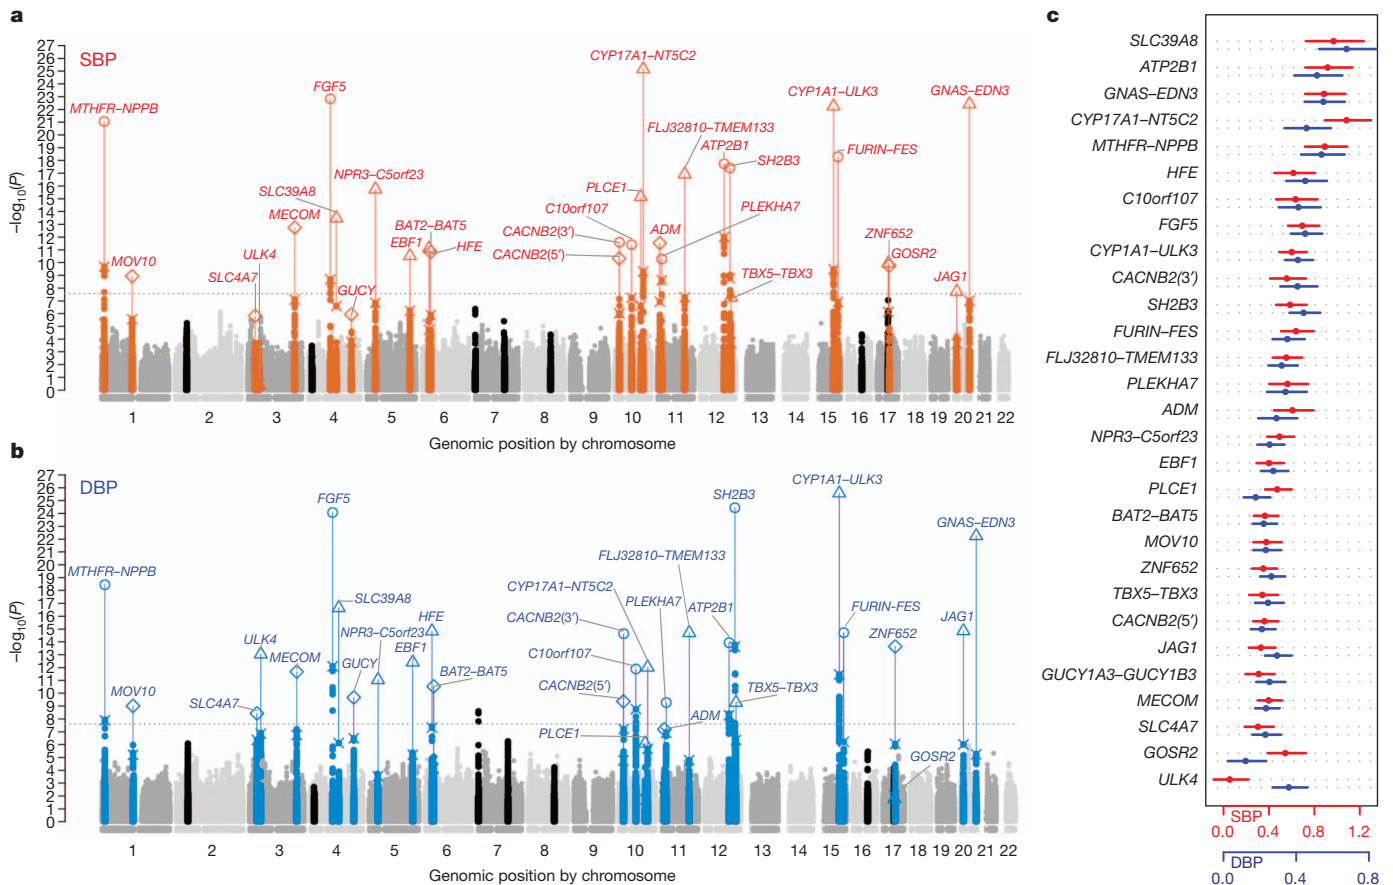 a
SBP
−log10(P)
27
26
25
24
23
22
21
20
19
18
17
16
15
14
13
12
11
10
9
8
7
6
5
4
3
2
1
0
MTHFR–NPPB
MOV10
SLC4A7
ULK4
MECOM
SLC39A8
FGF5
GUCY
NPR3–C5orf23
EBF1
BAT2–BAT5
HFE
CACNB2(5′)
CACNB2(3′)
C10orf107
PLCE1
CYP17A1–NT5C2
FLJ32810–TMEM133
ADM
PLEKHA7
ATP2B1
SH2B3
TBX5–TBX3
CYP1A1–ULK3
FURIN–FES
ZNF652
GOSR2
JAG1
GNAS–EDN3
1 2 3 4 5 6 7 8 9 10 11 12 13 14 15 16 17 18 19 20 21 22
Genomic position by chromosome
b
DBP
−log10(P)
27
26
25
24
23
22
21
20
19
18
17
16
15
14
13
12
11
10
9
8
7
6
5
4
3
2
1
0
MTHFR–NPPB
MOV10
SLC4A7
ULK4
MECOM
FGF5
SLC39A8
GUCY
NPR3–C5orf23
EBF1
HFE
BAT2–BAT5
CYP17A1–NT5C2
CACNB2(3′)
C10orf107
CACNB2(5′)
PLCE1
FLJ32810–TMEM133
PLEKHA7
ADM
ATP2B1
SH2B3
TBX5–TBX3
CYP1A1–ULK3
FURIN-FES
ZNF652
GOSR2
JAG1
GNAS–EDN3
1 2 3 4 5 6 7 8 9 10 11 12 13 14 15 16 17 18 19 20 21 22
Genomic position by chromosome
c
SLC39A8
ATP2B1
GNAS–EDN3
CYP17A1–NT5C2
MTHFR–NPPB
HFE
C10orf107
FGF5
CYP1A1–ULK3
CACNB2(3′)
SH2B3
FURIN–FES
FLJ32810–TMEM133
PLEKHA7
ADM
NPR3–C5orf23
EBF1
PLCE1
BAT2–BAT5
MOV10
ZNF652
TBX5–TBX3
CACNB2(5′)
JAG1
GUCY1A3–GUCY1B3
MECOM
SLC4A7
GOSR2
ULK4
SBP
0.0 0.4 0.8 1.2
DBP
0.0 0.4 0.8